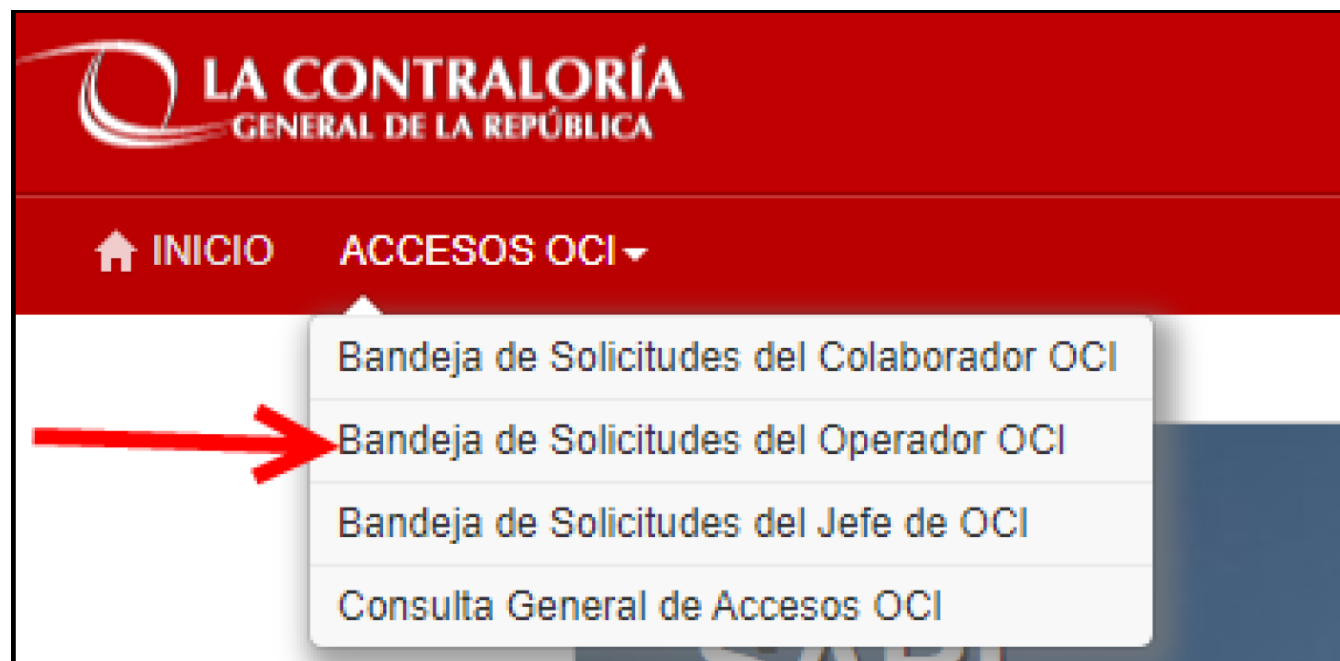 LA CONTRALORÍA
GENERAL DE LA REPÚBLICA
INICIO ACCESOS OCI
Bandeja de Solicitudes del Colaborador OCI
Bandeja de Solicitudes del Operador OCI
Bandeja de Solicitudes del Jefe de OCI
Consulta General de Accesos OCI